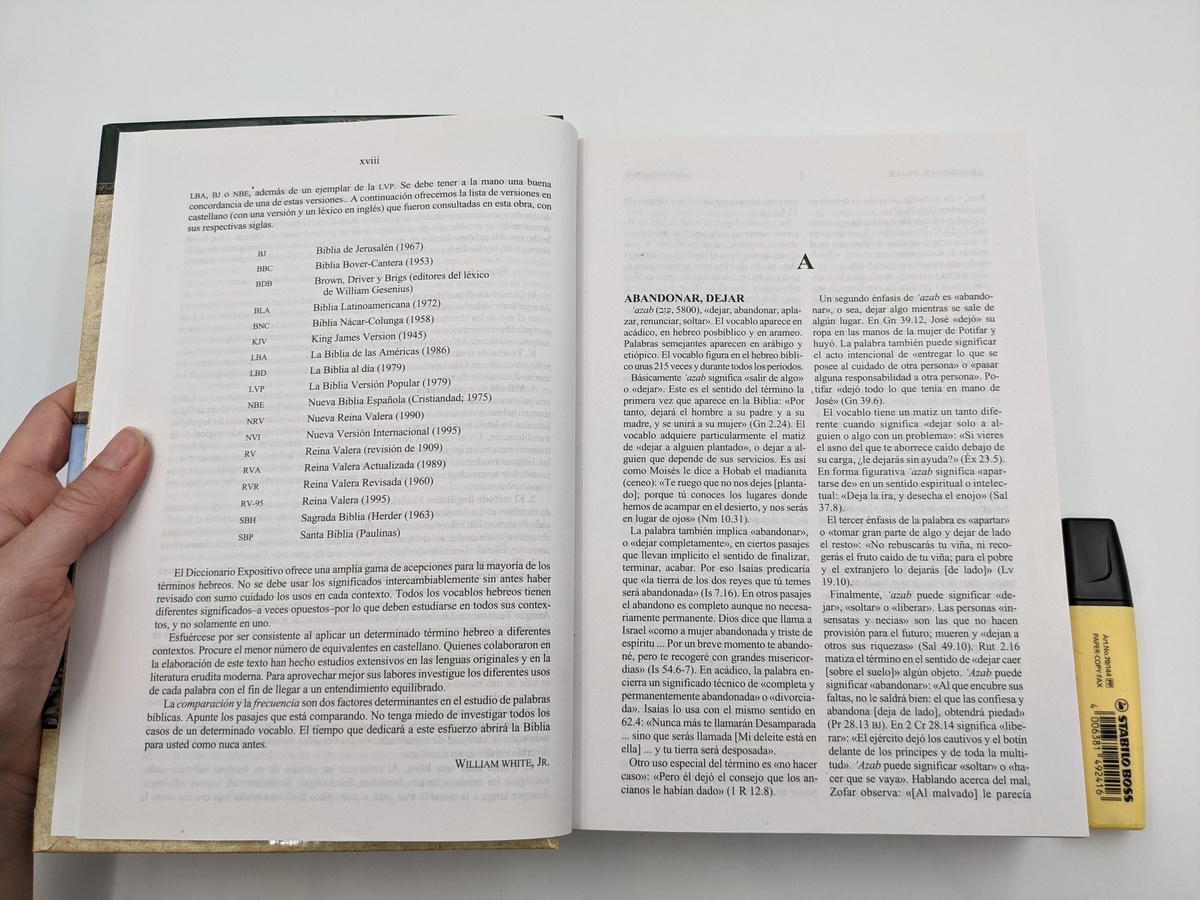 xviii
LBA, BJ o NBE, además de un ejemplar de la LVP. Se debe tener a la mano una buena
concordancia de una de estas versiones.. A continuación ofrecemos la lista de versiones en
castellano (con una versión y un léxico en inglés) que fueron consultadas en esta obra, con
sus respectivas siglas.
BJ Biblia de Jerusalén (1967)
BBC Biblia Bover-Cantera (1953)
BDB Brown, Driver y Brigs (editores del léxico
de William Gesenius)
BLA Biblia Latinoamericana (1972)
BNC Biblia Nácar-Colunga (1958)
KJV King James Version (1945)
LBA La Biblia de las Américas (1986)
LBD La Biblia al día (1979)
LVP La Biblia Versión Popular (1979)
NBE Nueva Biblia Española (Cristiandad; 1975)
NRV Nueva Reina Valera (1990)
NVI Nueva Versión Internacional (1995)
RV Reina Valera (revisión de 1909)
RVA Reina Valera Actualizada (1989)
RVR Reina Valera Revisada (1960)
RV-95 Reina Valera (1995)
SBH Sagrada Biblia (Herder (1963)
SBP Santa Biblia (Paulinas)
El Diccionario Expositivo ofrece una amplia gama de acepciones para la mayoría de los
términos hebreos. No se debe usar los significados intercambiablemente sin antes haber
revisado con sumo cuidado los usos en cada contexto. Todos los vocablos hebreos tienen
diferentes significados–a veces opuestos–por lo que deben estudiarse en todos sus contex-
tos, y no solamente en uno.
Esfuércese por ser consistente al aplicar un determinado término hebreo a diferentes
contextos. Procure el menor número de equivalentes en castellano. Quienes colaboraron en
la elaboración de este texto han hecho estudios extensivos en las lenguas originales y en la
literatura erudita moderna. Para aprovechar mejor sus labores investigue los diferentes usos
de cada palabra con el fin de llegar a un entendimiento equilibrado.
La comparación y la frecuencia son dos factores determinantes en el estudio de palabras
bíblicas. Apunte los pasajes que está comparando. No tenga miedo de investigar todos los
casos de un determinado vocablo. El tiempo que dedicará a este esfuerzo abrirá la Biblia
para usted como nuca antes.
WILLIAM WHITE, JR.
A
ABANDONAR, DEJAR
ʿazab (עזב, 5800), «dejar, abandonar, apla-
zar, renunciar, soltar». El vocablo aparece en
acádico, en hebreo posbíblico y en arameo.
Palabras semejantes aparecen en arábigo y
etiópico. El vocablo figura en el hebreo bíbli-
co unas 215 veces y durante todos los períodos.
Básicamente ʿazab significa «salir de algo»
o «dejar». Este es el sentido del término la
primera vez que aparece en la Biblia: «Por
tanto, dejará el hombre a su padre y a su
madre, y se unirá a su mujer» (Gn 2.24). El
vocablo adquiere particularmente el matiz
de «dejar a alguien plantado», o dejar a al-
guien que depende de sus servicios. Es así
como Moisés le dice a Hobab el madianita
(ceneo): «Te ruego que no nos dejes [planta-
do]; porque tú conoces los lugares donde
hemos de acampar en el desierto, y nos serás
en lugar de ojos» (Nm 10.31).
La palabra también implica «abandonar»,
o «dejar completamente», en ciertos pasajes
que llevan implícito el sentido de finalizar,
terminar, acabar. Por eso Isaías predicaría
que «la tierra de los dos reyes que tú temes
será abandonada» (Is 7.16). En otros pasajes
el abandono es completo aunque no necesa-
riamente permanente. Dios dice que llama a
Israel «como a mujer abandonada y triste de
espíritu ... Por un breve momento te abando-
né, pero te recogeré con grandes misericor-
dias» (Is 54.6-7). En acádico, la palabra en-
cierra un significado técnico de «completa y
permanentemente abandonada» o «divorcia-
da». Isaías lo usa con el mismo sentido en
62.4: «Nunca más te llamarán Desamparada
... sino que serás llamada [Mi deleite está en
ella] ... y tu tierra será desposada».
Otro uso especial del término es «no hacer
caso»: «Pero él dejó el consejo que los an-
cianos le habían dado» (1 R 12.8).
Un segundo énfasis de ʿazab es «abando-
nar», o sea, dejar algo mientras se sale de
algún lugar. En Gn 39.12, José «dejó» su
ropa en las manos de la mujer de Potifar y
huyó. La palabra también puede significar
el acto intencional de «entregar lo que se
posee al cuidado de otra persona» o «pasar
alguna responsabilidad a otra persona». Po-
tifar «dejó todo lo que tenía en mano de
José» (Gn 39.6).
El vocablo tiene un matiz un tanto dife-
rente cuando significa «dejar solo a al-
guien o algo con un problema»: «Si vieres
el asno del que te aborrece caído debajo de
su carga, ¿le dejarás sin ayuda?» (Éx 23.5).
En forma figurativa ʿazab significa «apar-
tarse de» en un sentido espiritual o intelec-
tual: «Deja la ira, y desecha el enojo» (Sal
37.8).
El tercer énfasis de la palabra es «apartar»
o «tomar gran parte de algo y dejar de lado
el resto»: «No rebuscarás tu viña, ni reco-
gerás el fruto caído de tu viña; para el pobre
y el extranjero lo dejarás [de lado]» (Lv
19.10).
Finalmente, ʿazab puede significar «de-
jar», «soltar» o «liberar». Las personas «in-
sensatas y necias» son las que no hacen
provisión para el futuro; mueren y «dejan a
otros sus riquezas» (Sal 49.10). Rut 2.16
matiza el término en el sentido de «dejar caer
[sobre el suelo]» algún objeto. ʿAzab puede
significar «abandonar»: «Al que encubre sus
faltas, no le saldrá bien: el que las confiesa y
abandona [deja de lado], obtendrá piedad»
(Pr 28.13 BJ). En 2 Cr 28.14 significa «libe-
rar»: «El ejército dejó los cautivos y el botín
delante de los príncipes y de toda la multi-
tud». ʿAzab puede significar «soltar» o «ha-
cer que se vaya». Hablando acerca del mal,
Zofar observa: «[Al malvado] le parecía
Art.No.70/144
PAPER·COPY·FAX
4 006381 492416
STABILO BOSS